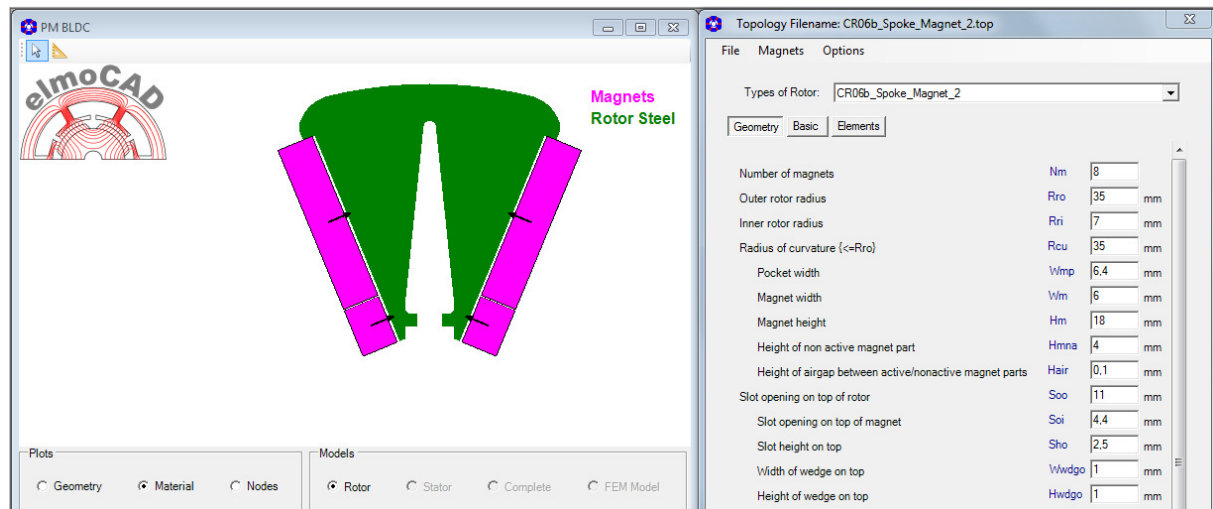 PM BLDC
elmoCAD
Magnets
Rotor Steel
Plots
Geometry Material Nodes
Models
Rotor Stator Complete FEM Model
Topology Filename: CR06b_Spoke_Magnet_2.top
File Magnets Options
Types of Rotor: CR06b_Spoke_Magnet_2
Geometry Basic Elements
Number of magnets Nm 8
Outer rotor radius Rro 35 mm
Inner rotor radius Rri 7 mm
Radius of curvature {<=Rro} Rcu 35 mm
Pocket width Wmp 6,4 mm
Magnet width Wm 6 mm
Magnet height Hm 18 mm
Height of non active magnet part Hmna 4 mm
Height of airgap between active/nonactive magnet parts Hair 0,1 mm
Slot opening on top of rotor Soo 11 mm
Slot opening on top of magnet Soi 4,4 mm
Slot height on top Sho 2,5 mm
Width of wedge on top Wwdgo 1 mm
Height of wedge on top Hwdgo 1 mm